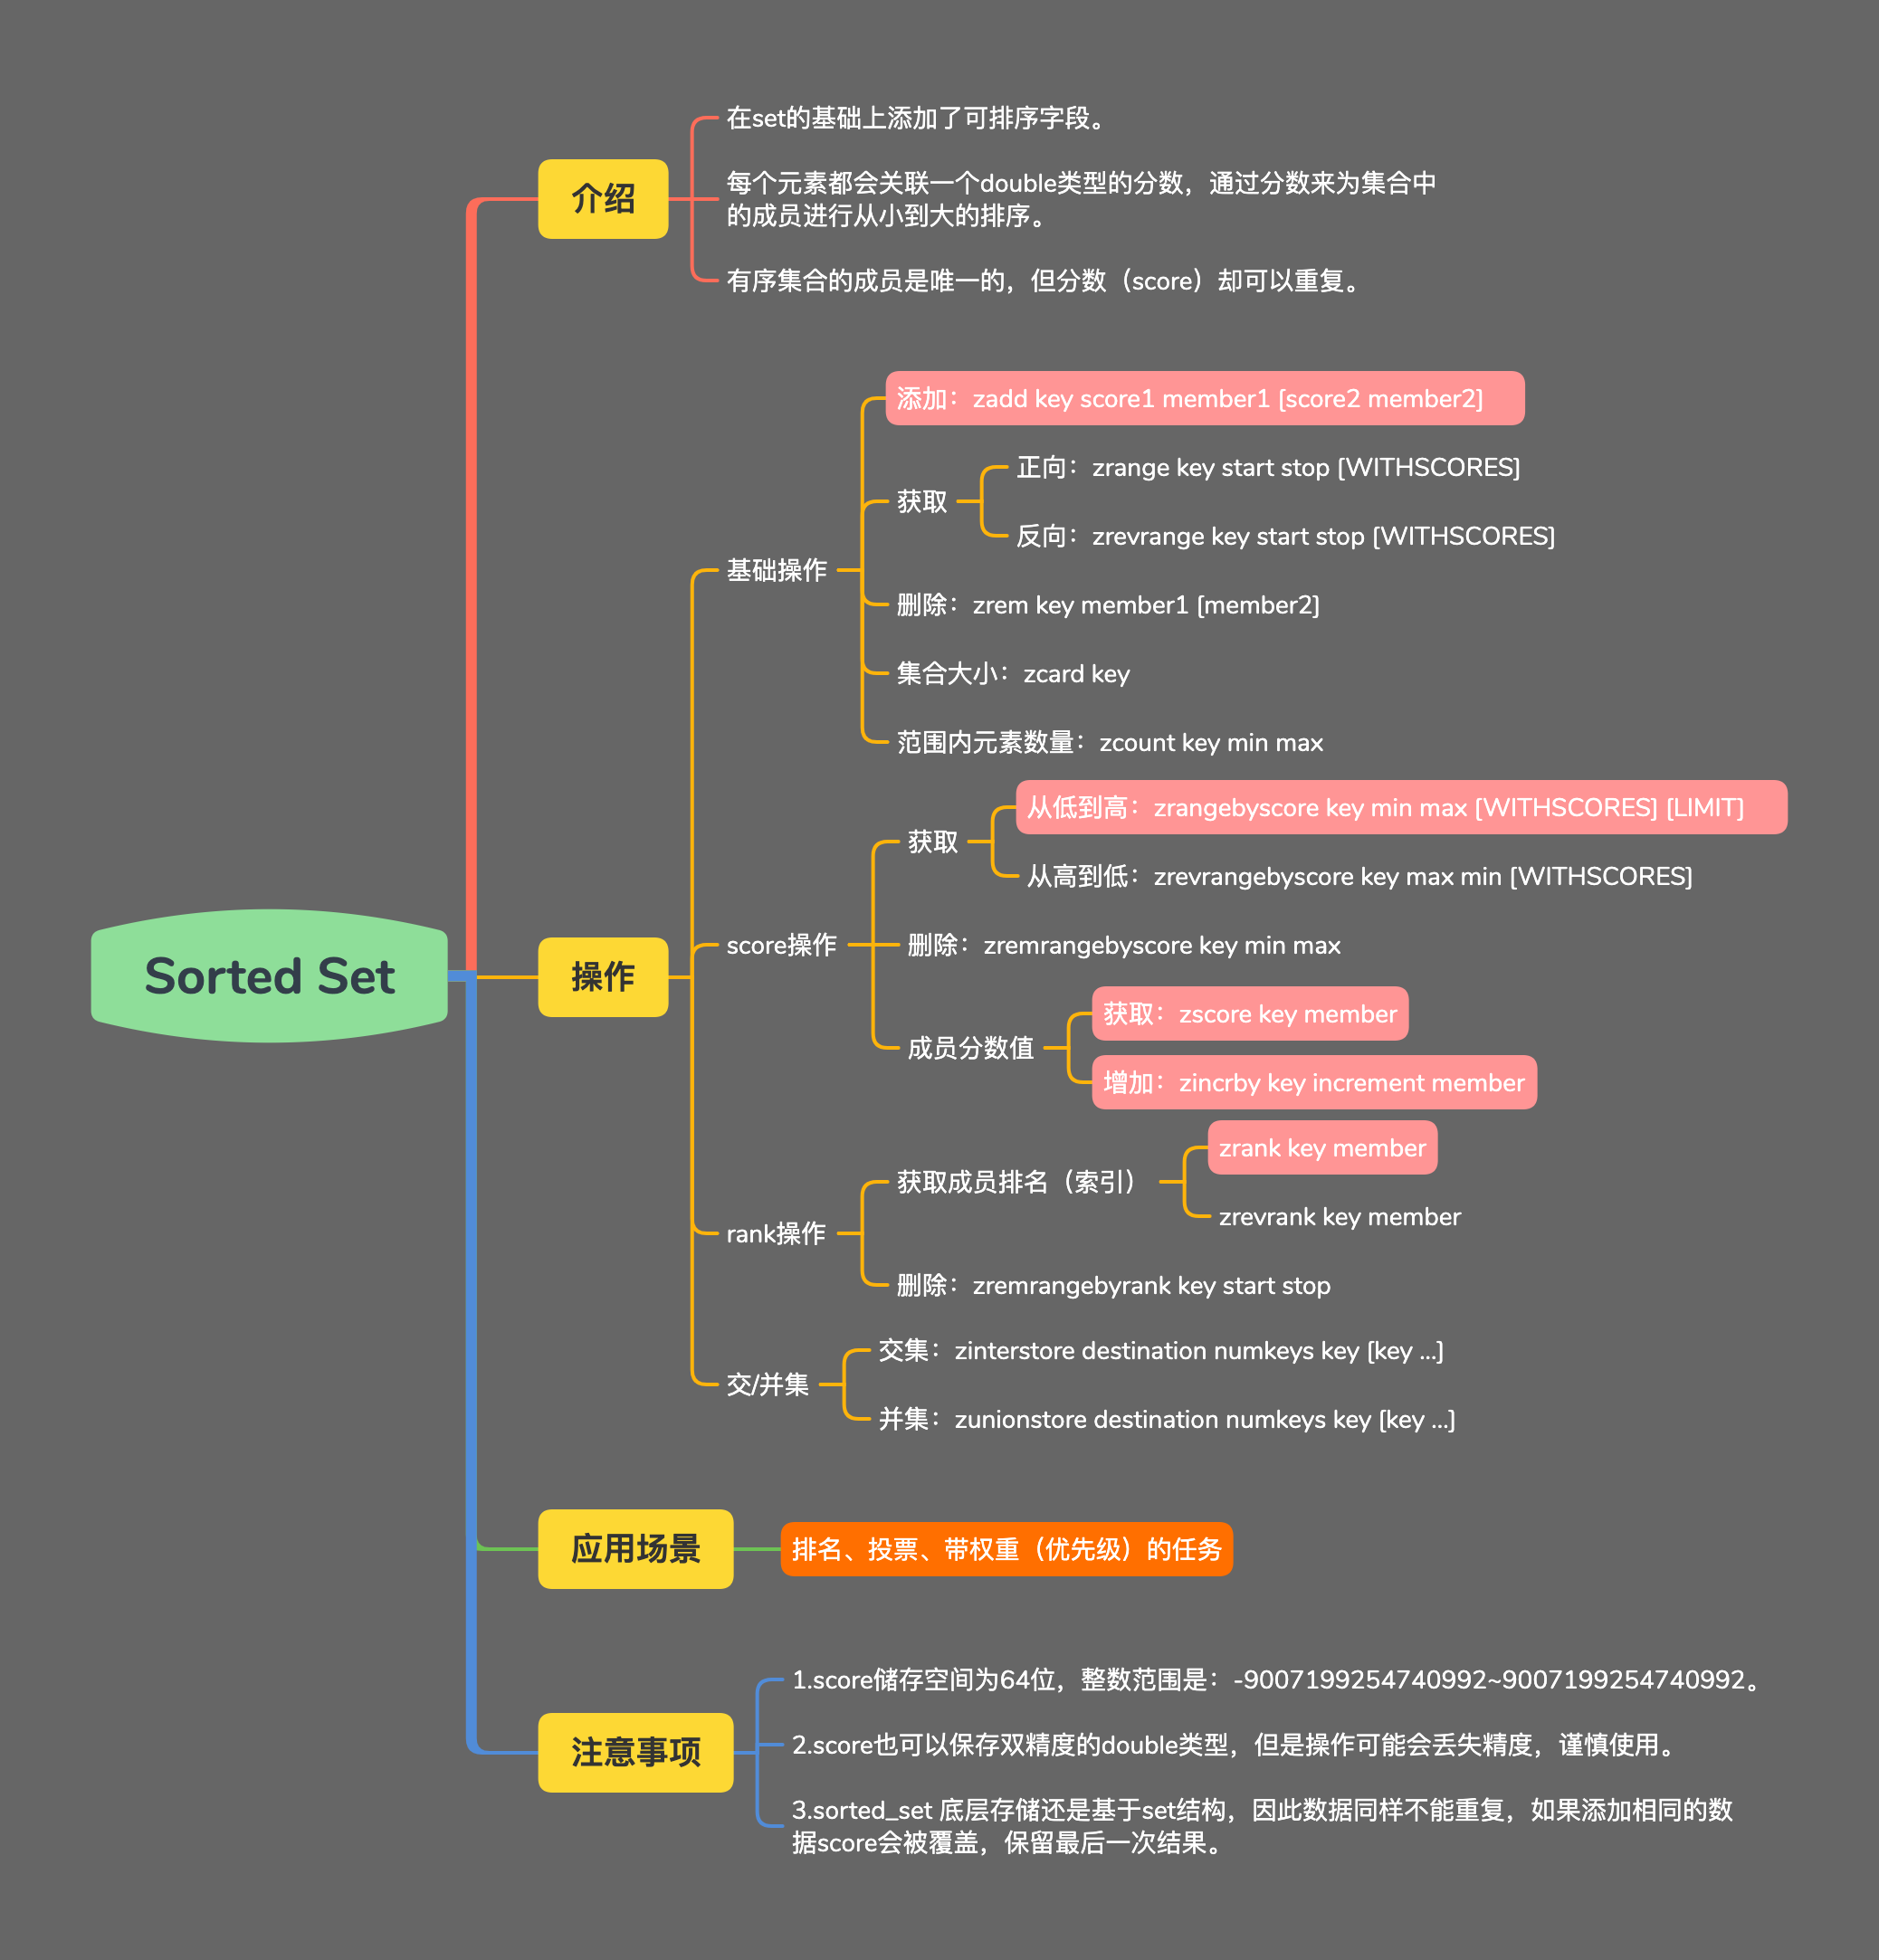 Sorted Set
介绍
在set的基础上添加了可排序字段。
每个元素都会关联一个double类型的分数，通过分数来为集合中
的成员进行从小到大的排序。
有序集合的成员是唯一的，但分数（score）却可以重复。
操作
基础操作
添加：zadd key score1 member1 [score2 member2]
获取
正向：zrange key start stop [WITHSCORES]
反向：zrevrange key start stop [WITHSCORES]
删除：zrem key member1 [member2]
集合大小：zcard key
范围内元素数量：zcount key min max
score操作
获取
从低到高：zrangebyscore key min max [WITHSCORES] [LIMIT]
从高到低：zrevrangebyscore key max min [WITHSCORES]
删除：zremrangebyscore key min max
成员分数值
获取：zscore key member
增加：zincrby key increment member
rank操作
获取成员排名（索引）
zrank key member
zrevrank key member
删除：zremrangebyrank key start stop
交/并集
交集：zinterstore destination numkeys key [key ...]
并集：zunionstore destination numkeys key [key ...]
应用场景
排名、投票、带权重（优先级）的任务
注意事项
1.score储存空间为64位，整数范围是：-9007199254740992~9007199254740992。
2.score也可以保存双精度的double类型，但是操作可能会丢失精度，谨慎使用。
3.sorted_set 底层存储还是基于set结构，因此数据同样不能重复，如果添加相同的数
据score会被覆盖，保留最后一次结果。